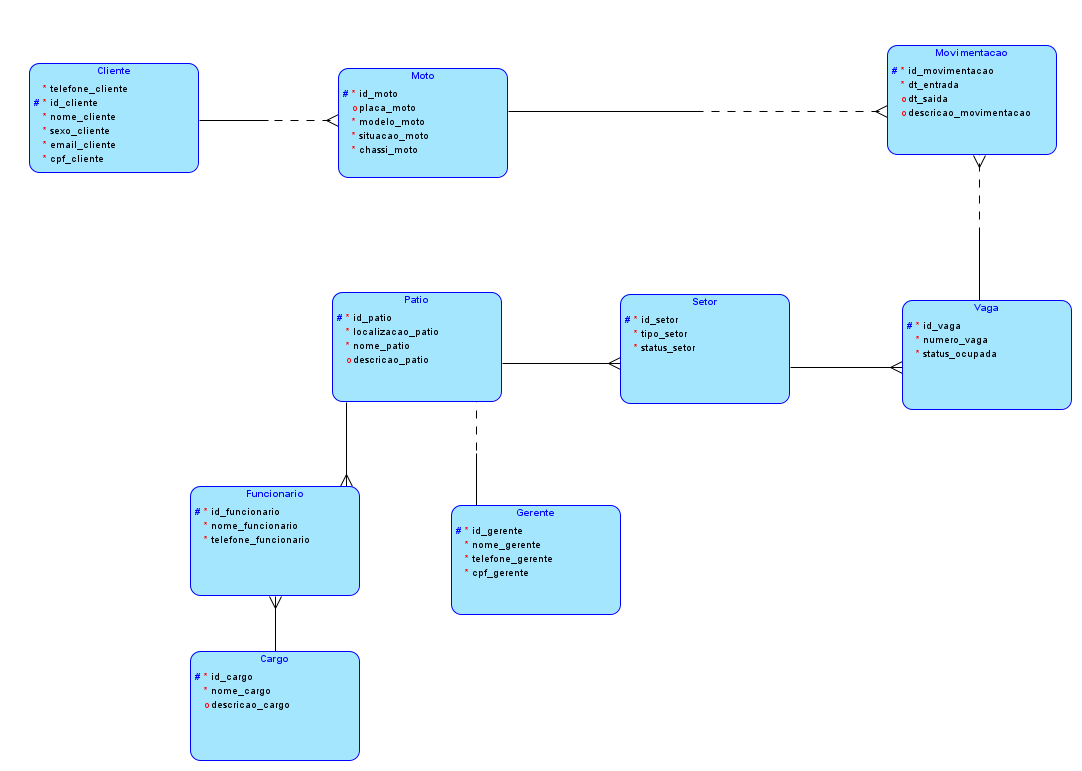 Cliente
* telefone_cliente
# * id_cliente
* nome_cliente
* sexo_cliente
* email_cliente
* cpf_cliente
Moto
# * id_moto
o placa_moto
* modelo_moto
* situacao_moto
* chassi_moto
Movimentacao
# * id_movimentacao
* dt_entrada
o dt_saida
o descricao_movimentacao
Patio
# * id_patio
* localizacao_patio
* nome_patio
o descricao_patio
Setor
# * id_setor
* tipo_setor
* status_setor
Vaga
# * id_vaga
* numero_vaga
* status_ocupada
Funcionario
# * id_funcionario
* nome_funcionario
* telefone_funcionario
Gerente
# * id_gerente
* nome_gerente
* telefone_gerente
* cpf_gerente
Cargo
# * id_cargo
* nome_cargo
o descricao_cargo